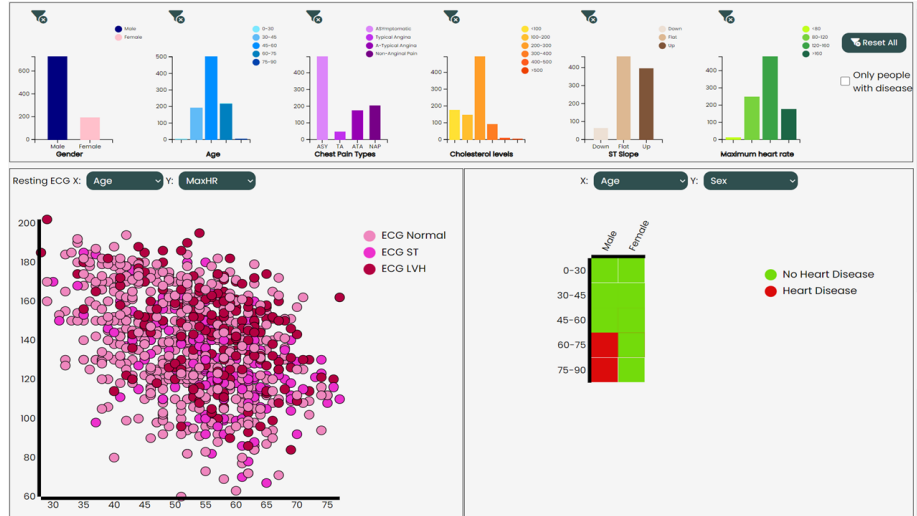 Male
Female
600
400
200
0
Male Female
Gender
0-30
30-45
45-60
60-75
75-90
500
400
300
200
100
0
Age
ASYmptomatic
Typical Angina
A-Typical Angina
Non-Anginal Pain
400
300
200
100
0
ASY TA ATA NAP
Chest Pain Types
<100
100-200
200-300
300-400
400-500
>500
400
300
200
100
0
Cholesterol levels
Down
Flat
Up
400
300
200
100
0
Down Flat Up
ST Slope
<80
80-120
120-160
>160
400
300
200
100
0
Maximum heart rate
Reset All
Only people
with disease
Resting ECG X: Age Y: MaxHR
200
180
160
140
120
100
80
60
30 35 40 45 50 55 60 65 70 75
ECG Normal
ECG ST
ECG LVH
X: Age Y: Sex
Male
Female
0-30
30-45
45-60
60-75
75-90
No Heart Disease
Heart Disease